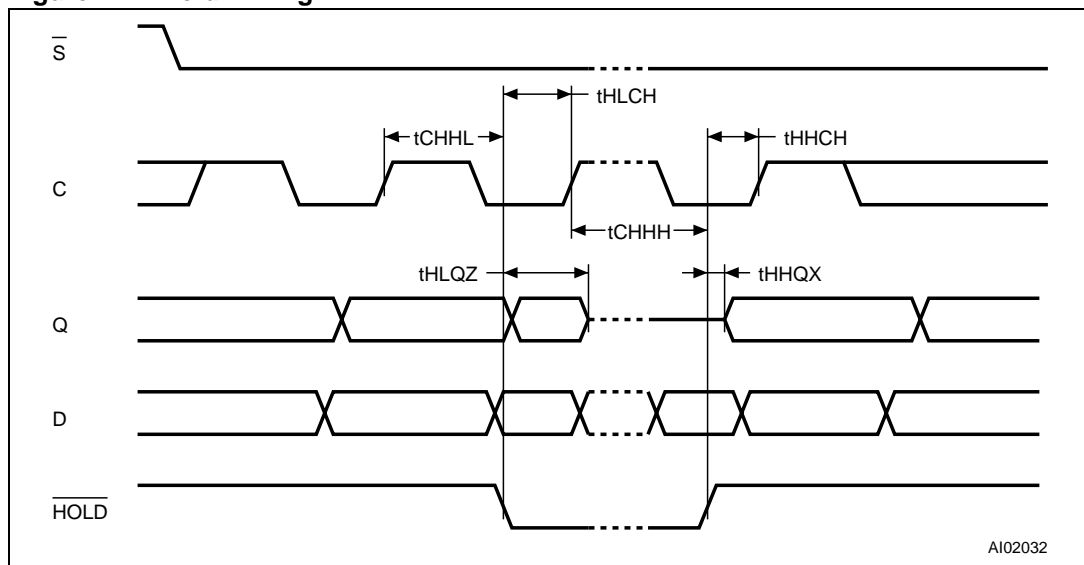 S
tHLCH
tCHHL
tHHCH
C
tCHHH
tHLQZ
tHHQX
Q
D
HOLD
AI02032